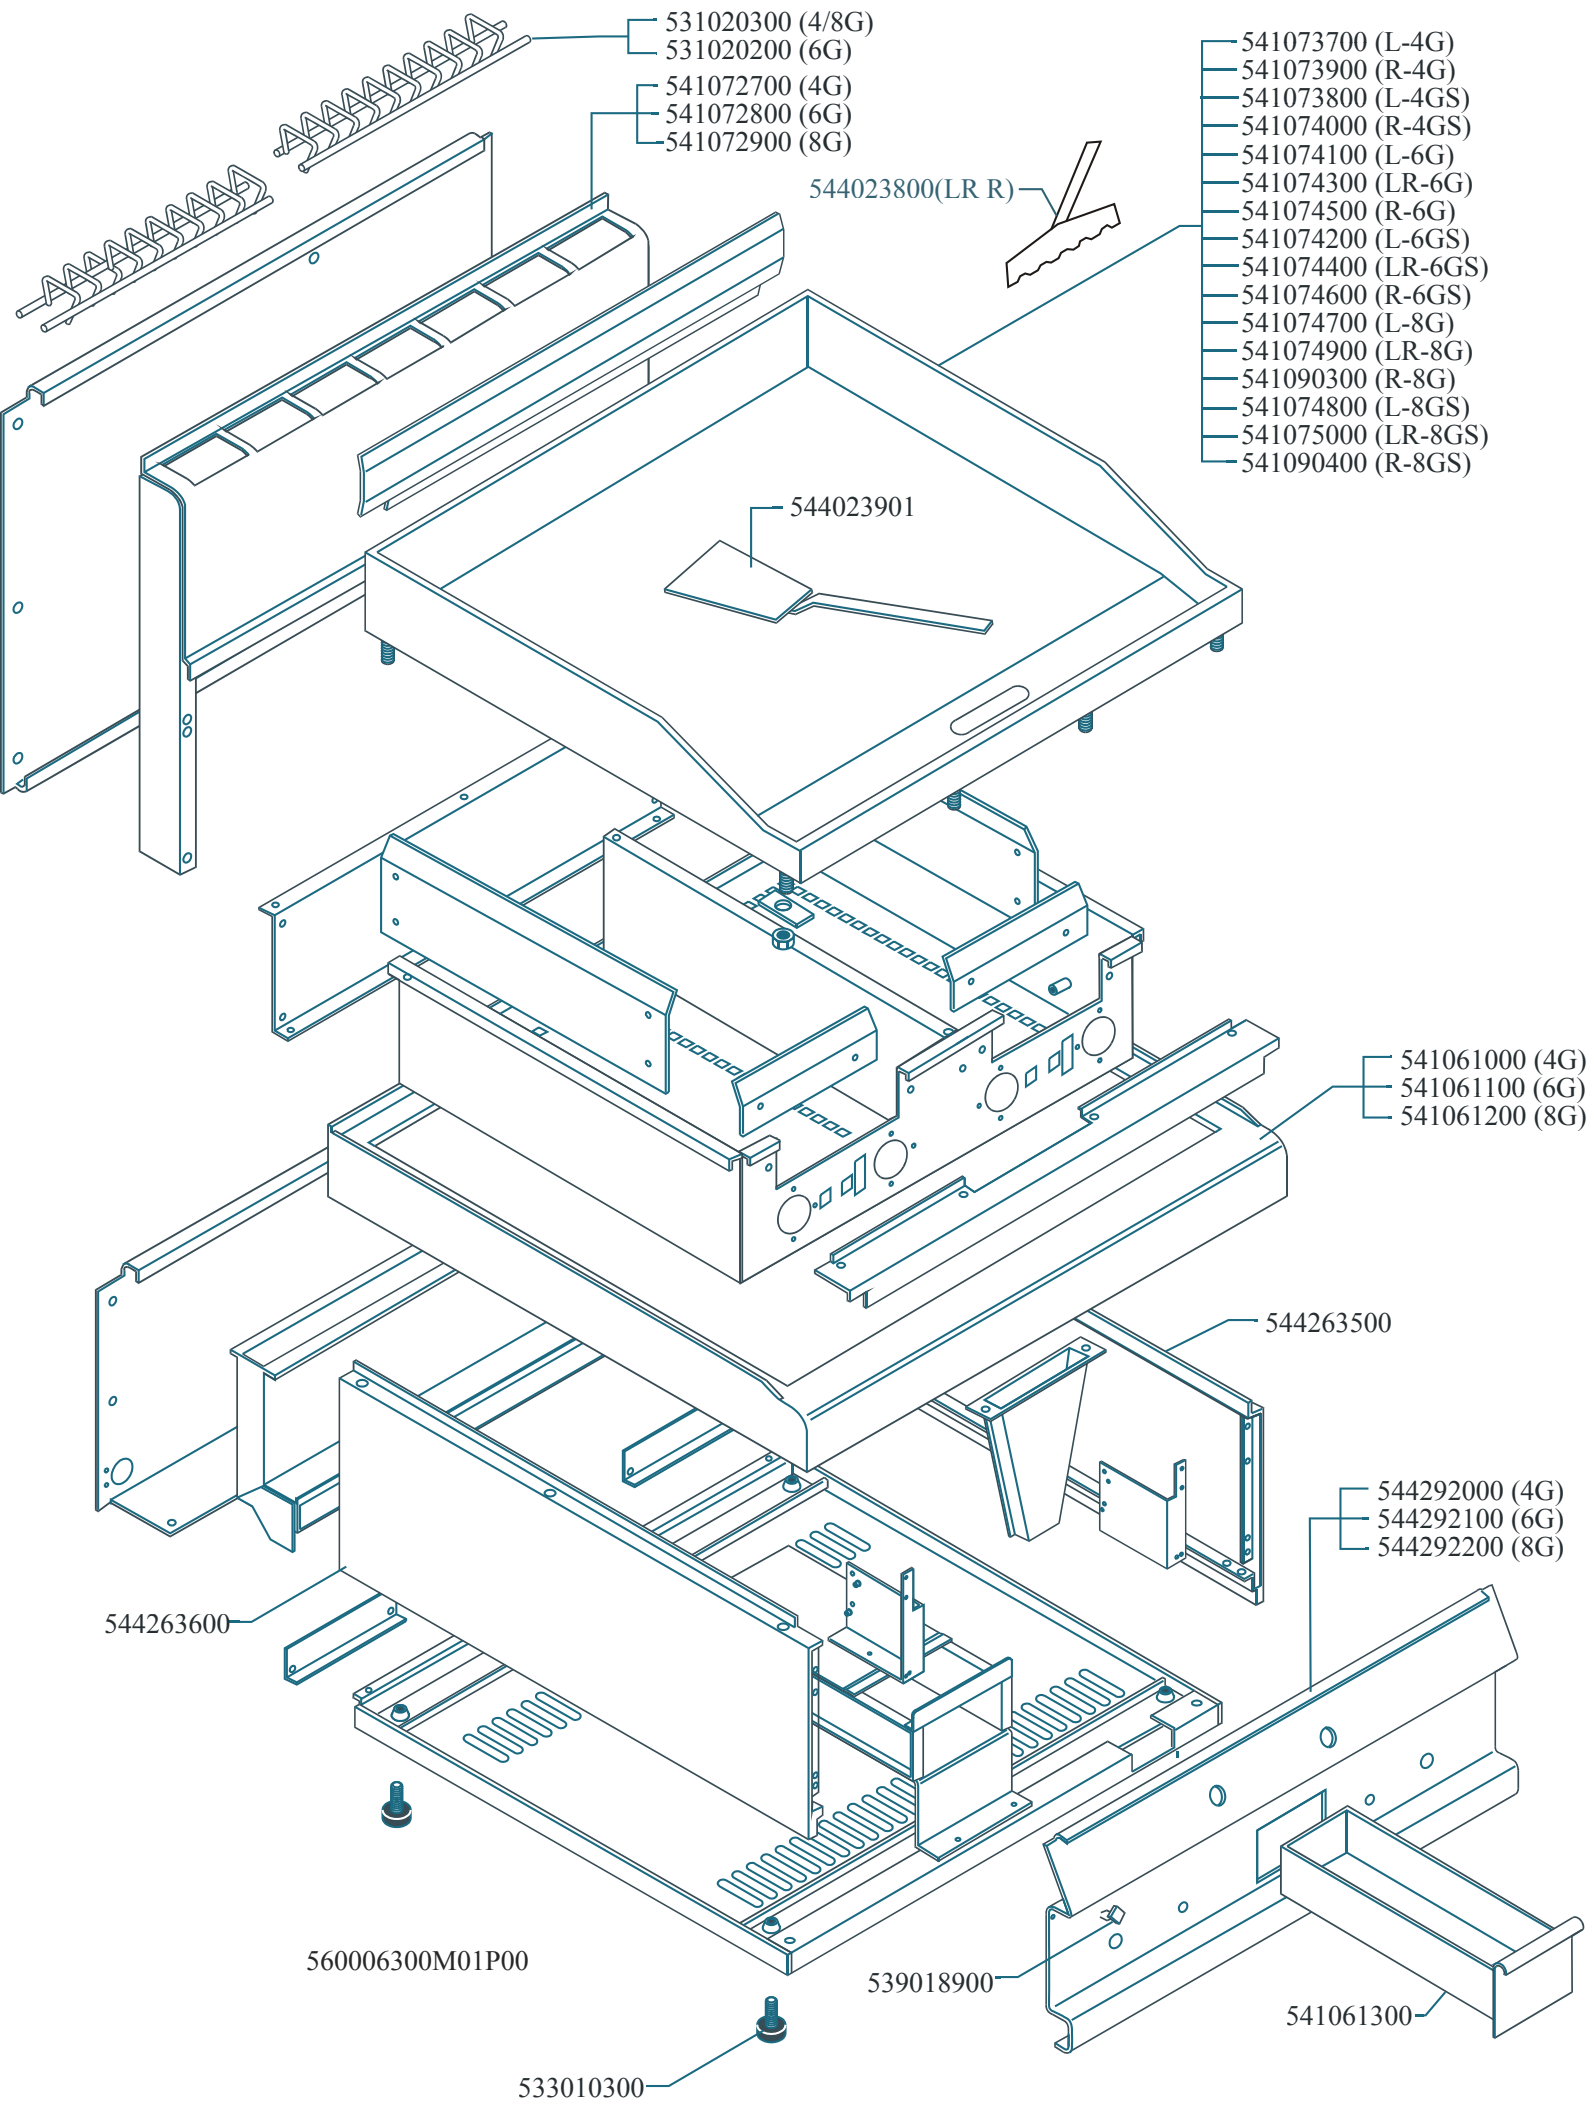 531020300 (4/8G)
531020200 (6G)
541072700 (4G)
541072800 (6G)
541072900 (8G)
544023800(LR R)
541073700 (L-4G)
541073900 (R-4G)
541073800 (L-4GS)
541074000 (R-4GS)
541074100 (L-6G)
541074300 (LR-6G)
541074500 (R-6G)
541074200 (L-6GS)
541074400 (LR-6GS)
541074600 (R-6GS)
541074700 (L-8G)
541074900 (LR-8G)
541090300 (R-8G)
541074800 (L-8GS)
541075000 (LR-8GS)
541090400 (R-8GS)
544023901
541061000 (4G)
541061100 (6G)
541061200 (8G)
544263500
544292000 (4G)
544292100 (6G)
544292200 (8G)
544263600
560006300M01P00
539018900
541061300
533010300